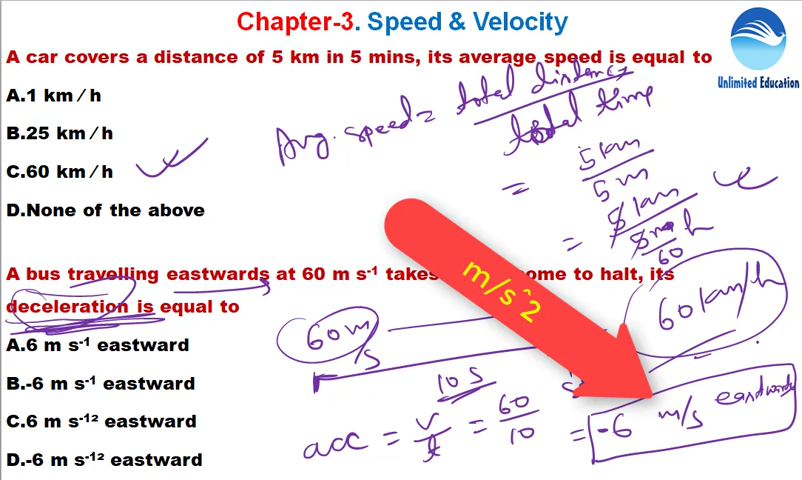 Chapter-3. Speed & Velocity
Unlimited Education
A car covers a distance of 5 km in 5 mins, its average speed is equal to
A.1 km / h
B.25 km / h
C.60 km / h
D.None of the above
Avg. speed = total distance
total time
= 5 km
5 m
= 5 km
h
60
60 km/h
A bus travelling eastwards at 60 m s⁻¹ takes ome to halt, its
deceleration is equal to
m/s^2
60 m/s
10 s
A.6 m s⁻¹ eastward
B.-6 m s⁻¹ eastward
C.6 m s⁻¹² eastward
D.-6 m s⁻¹² eastward
acc = v/t = 60/10 = -6 m/s eastwards